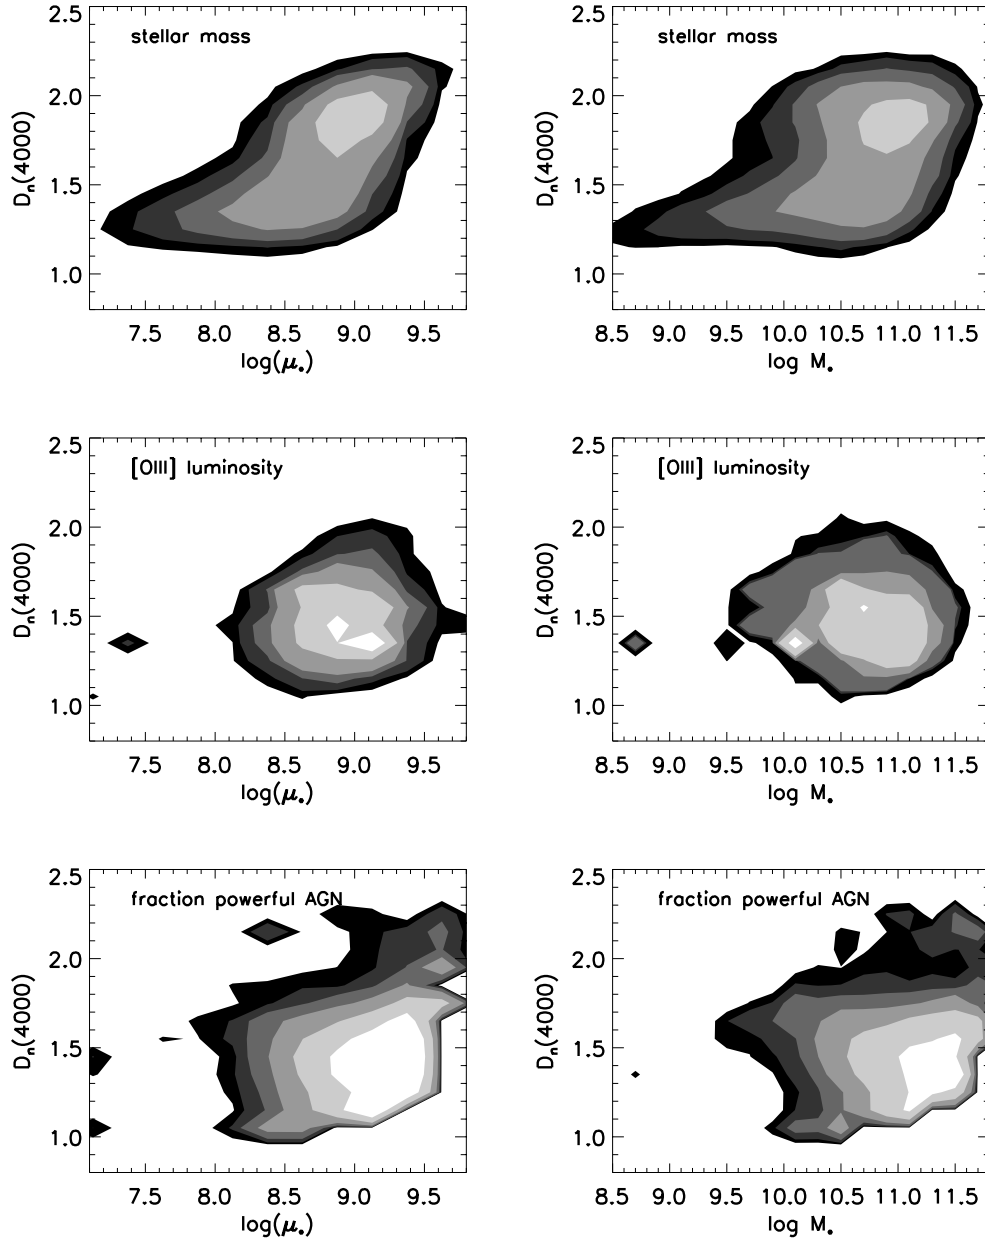 stellar mass
2.5
2.0
1.5
1.0
Dn(4000)
7.5 8.0 8.5 9.0 9.5
log(μ*)
stellar mass
2.5
2.0
1.5
1.0
Dn(4000)
8.5 9.0 9.5 10.0 10.5 11.0 11.5
log M*
[OIII] luminosity
2.5
2.0
1.5
1.0
Dn(4000)
7.5 8.0 8.5 9.0 9.5
log(μ*)
[OIII] luminosity
2.5
2.0
1.5
1.0
Dn(4000)
8.5 9.0 9.5 10.0 10.5 11.0 11.5
log M*
fraction powerful AGN
2.5
2.0
1.5
1.0
Dn(4000)
7.5 8.0 8.5 9.0 9.5
log(μ*)
fraction powerful AGN
2.5
2.0
1.5
1.0
Dn(4000)
8.5 9.0 9.5 10.0 10.5 11.0 11.5
log M*